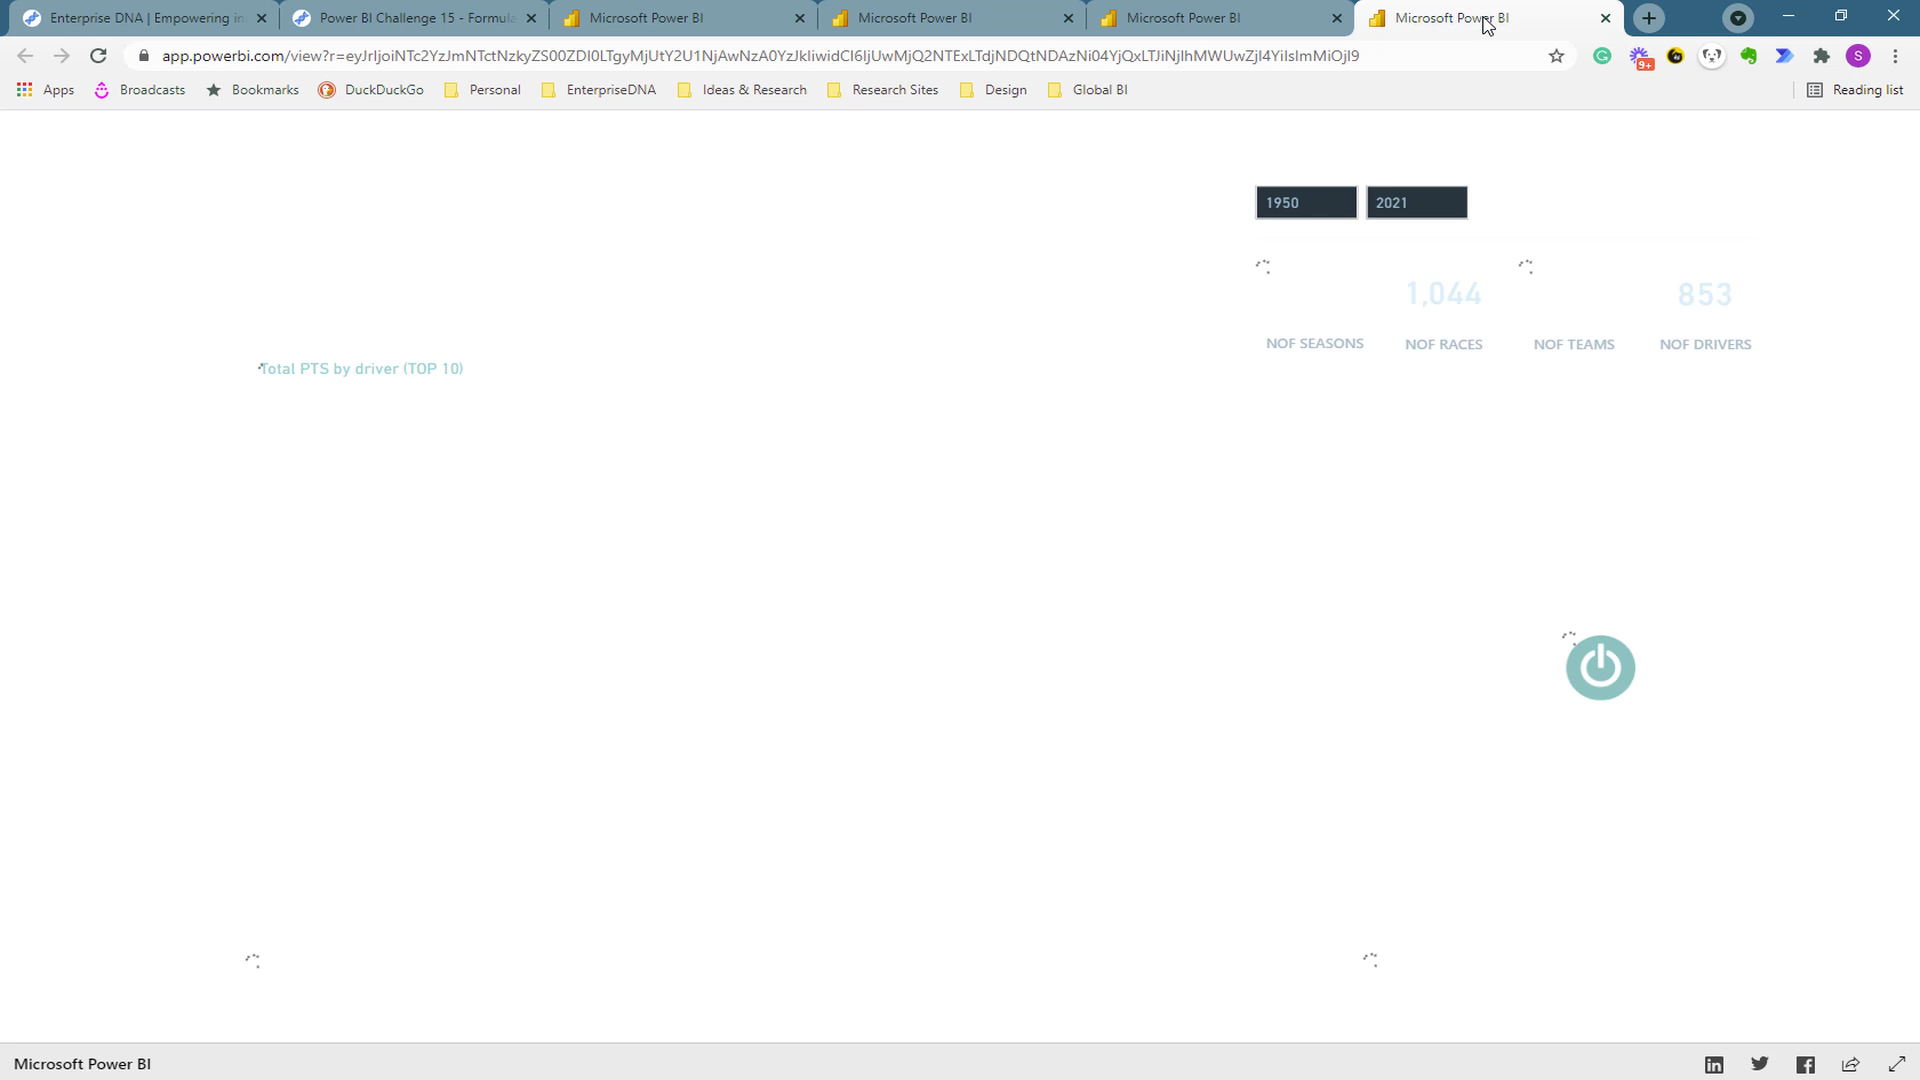 Enterprise DNA | Empowering in
Power BI Challenge 15 - Formula
Microsoft Power BI
Microsoft Power BI
Microsoft Power BI
Microsoft Power BI
app.powerbi.com/view?r=eyJrIjoiNTc2YzJmNTctNzkyZS00ZDI0LTgyMjUtY2U1NjAwNzA0YzJkIiwidCI6IjUwMjQ2NTExLTdjNDQtNDAzNi04YjQxLTJiNjlhMWUwZjI4YiIsImMiOjl9
9+
S
Apps
Broadcasts
Bookmarks
DuckDuckGo
Personal
EnterpriseDNA
Ideas & Research
Research Sites
Design
Global BI
Reading list
1950
2021
1,044
853
NOF SEASONS
NOF RACES
NOF TEAMS
NOF DRIVERS
Total PTS by driver (TOP 10)
Microsoft Power BI